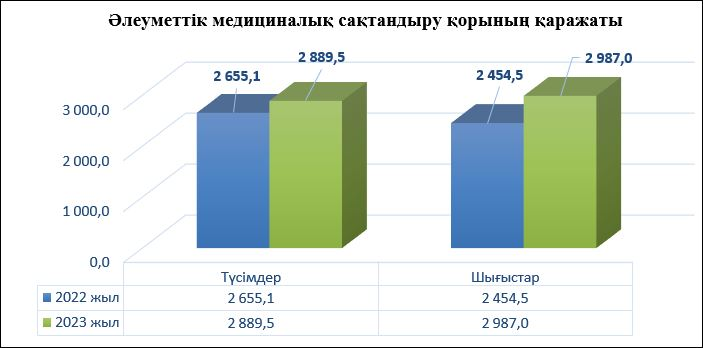 Әлеуметтік медициналық сақтандыру қорының қаражаты
2 655,1
2 889,5
2 454,5
2 987,0
3 000,0
2 000,0
1 000,0
0,0
Түсімдер Шығыстар
2022 жыл 2 655,1 2 454,5
2023 жыл 2 889,5 2 987,0